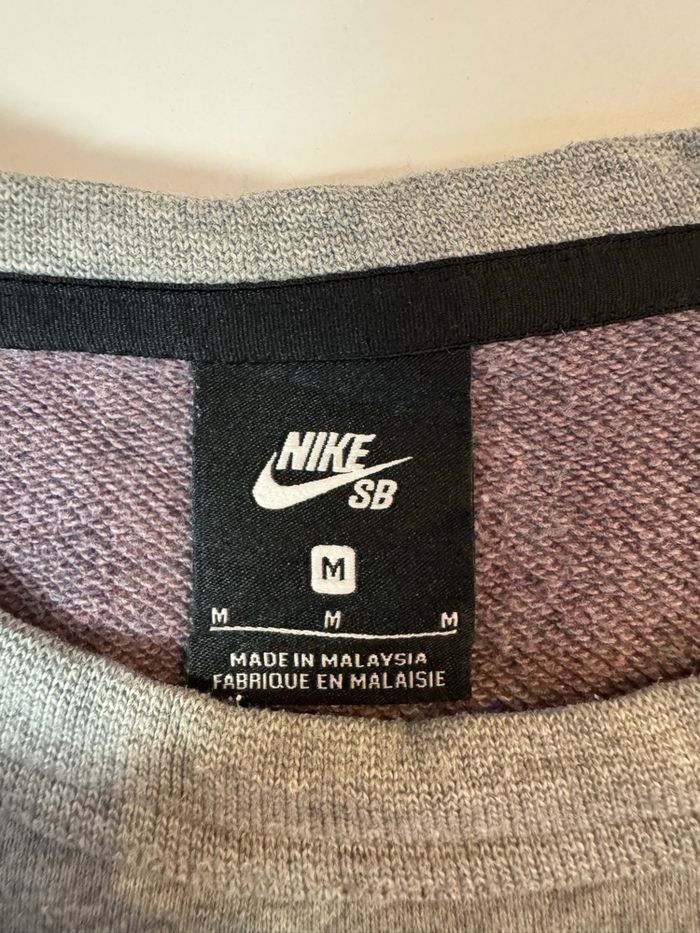 NIKE
SB
M
M M M
MADE IN MALAYSIA
FABRIQUE EN MALAISIE